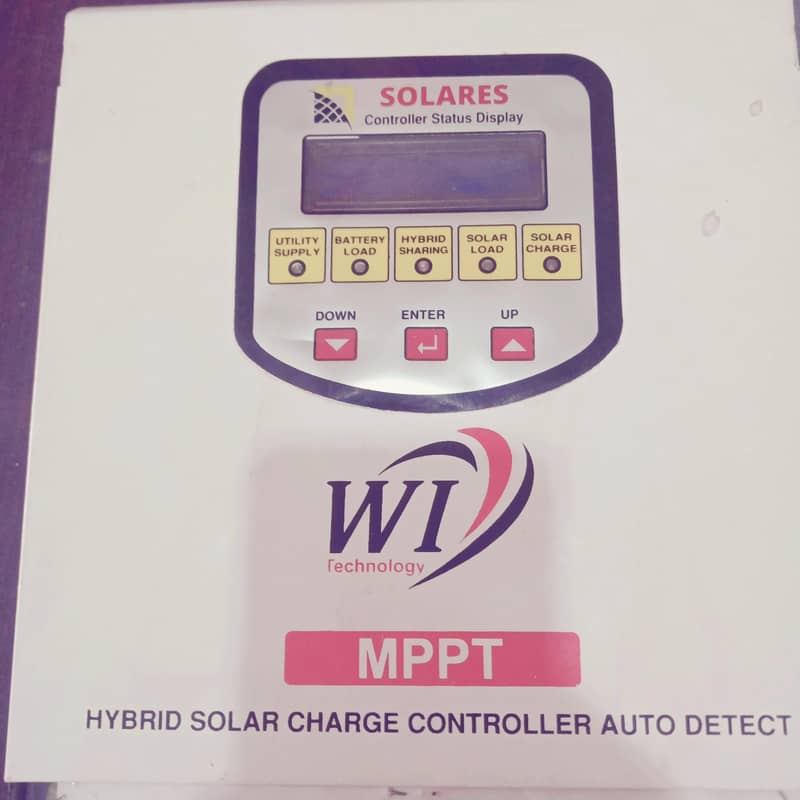 SOLARES
Controller Status Display
UTILITY SUPPLY
BATTERY LOAD
HYBRID SHARING
SOLAR LOAD
SOLAR CHARGE
DOWN
ENTER
UP
WI
Technology
MPPT
HYBRID SOLAR CHARGE CONTROLLER AUTO DETECT